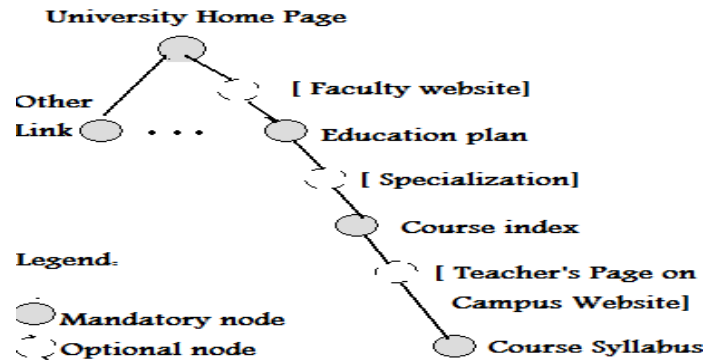 University Home Page
[ Faculty website]
Other
Link
. . .
Education plan
[ Specialization]
Course index
Legend:
[ Teacher's Page on
Campus Website]
Mandatory node
Course Syllabus
Optional node